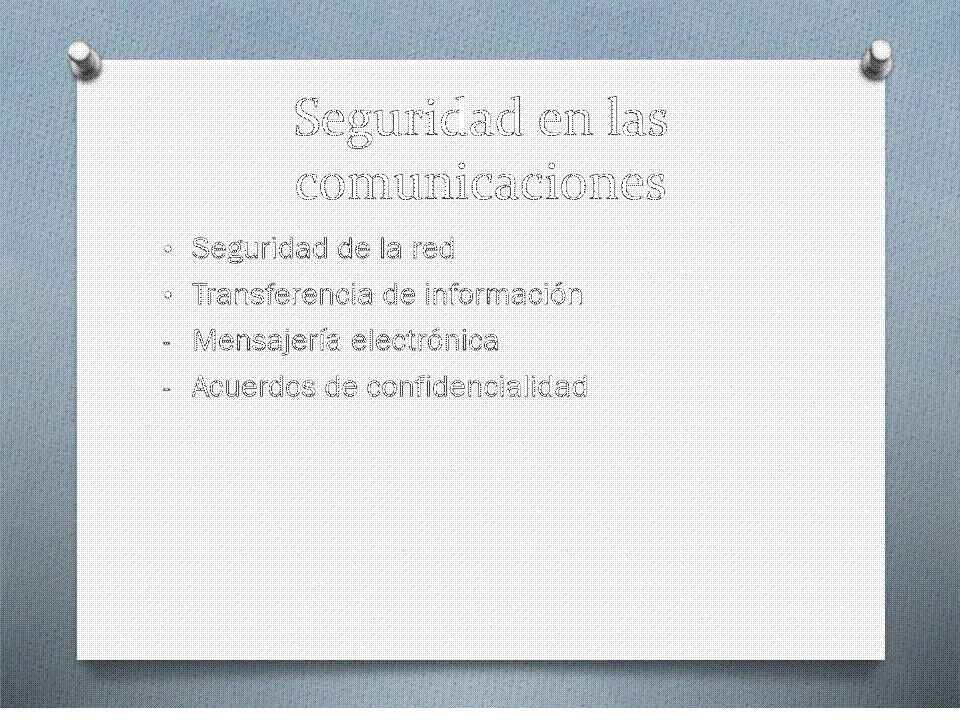 Seguridad en las
comunicaciones
• Seguridad de la red
• Transferencia de información
- Mensajería electrónica
- Acuerdos de confidencialidad